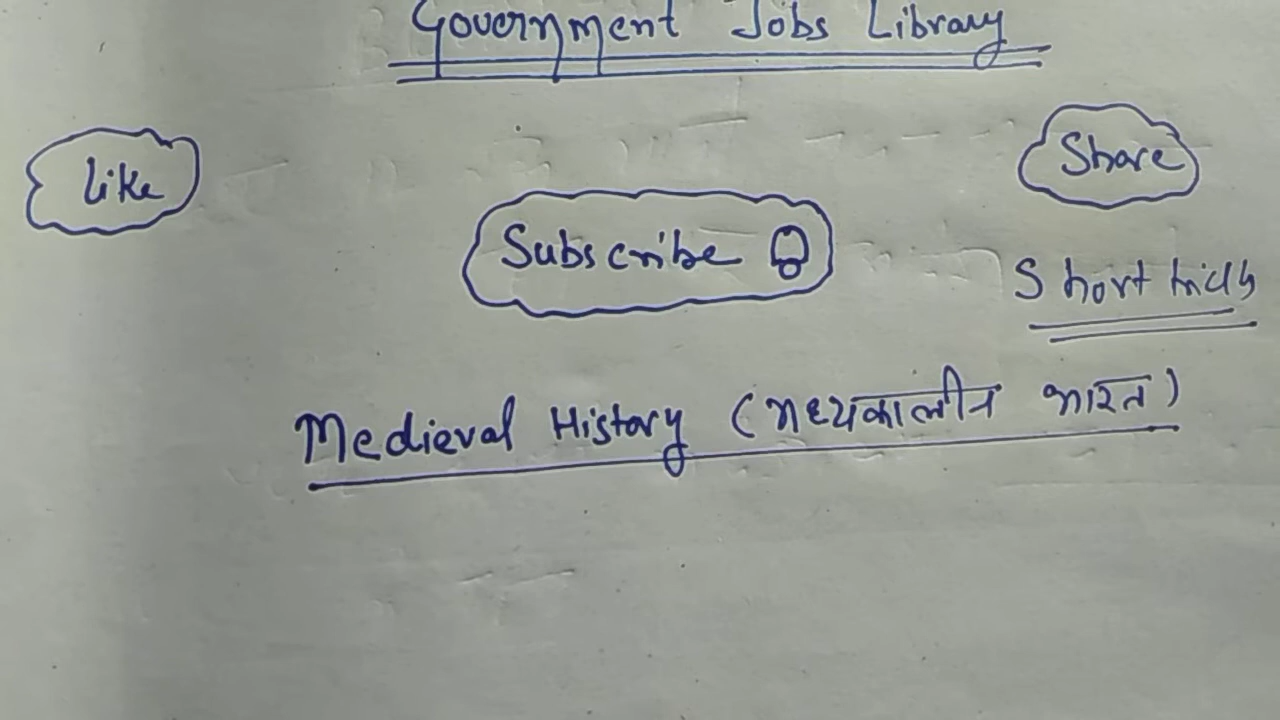 Government Jobs Library
Like
Share
Subscribe
Short tricks
Medieval History (मध्यकालीन भारत)